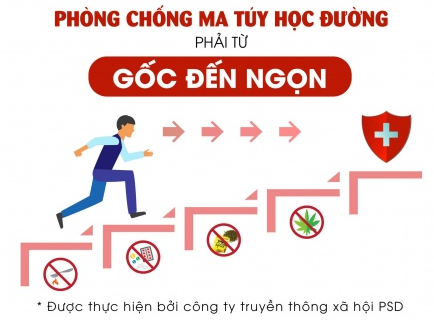 PHÒNG CHỐNG MA TÚY HỌC ĐƯỜNG
PHẢI TỪ
GỐC ĐẾN NGỌN
* Được thực hiện bởi công ty truyền thông xã hội PSD